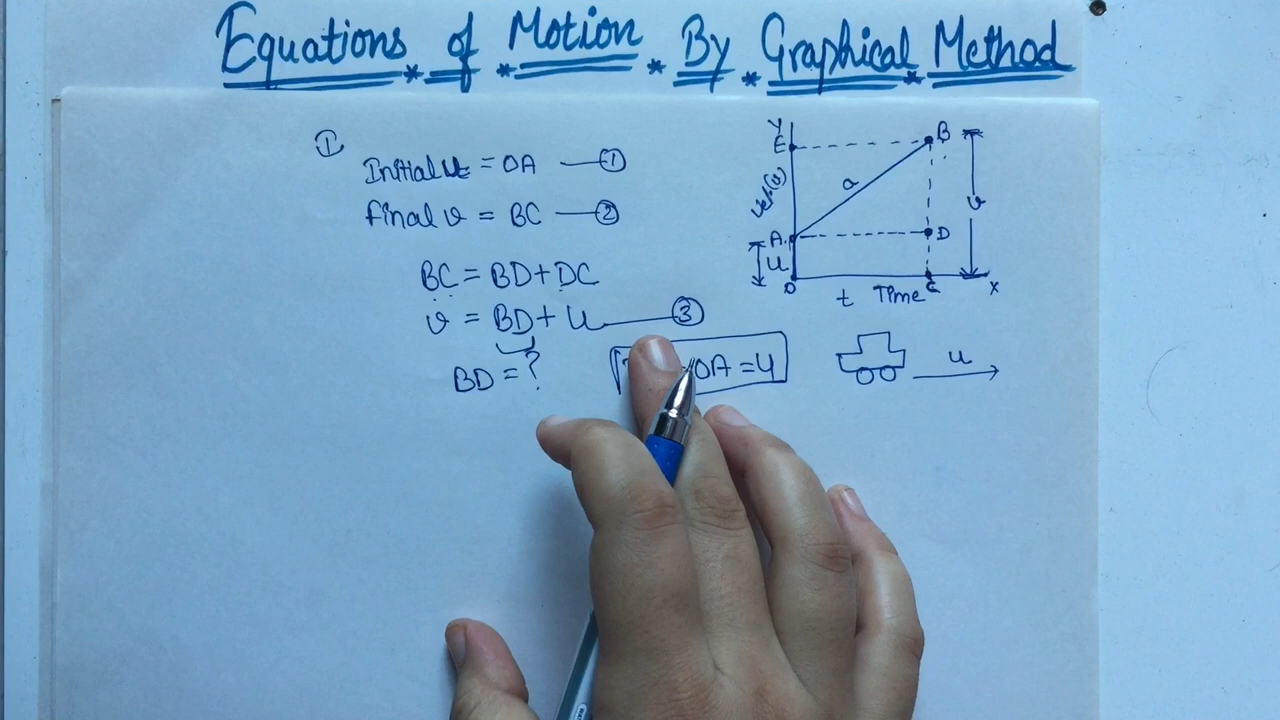 Equations of Motion By Graphical Method
①
Initial u = OA —①
final v = BC —②
BC = BD + DC
v = BD + u —③
BD = ?
OA = u
Y
E
B
Vel.(v)
a
v
A
D
u
O
t Time
C
X
u